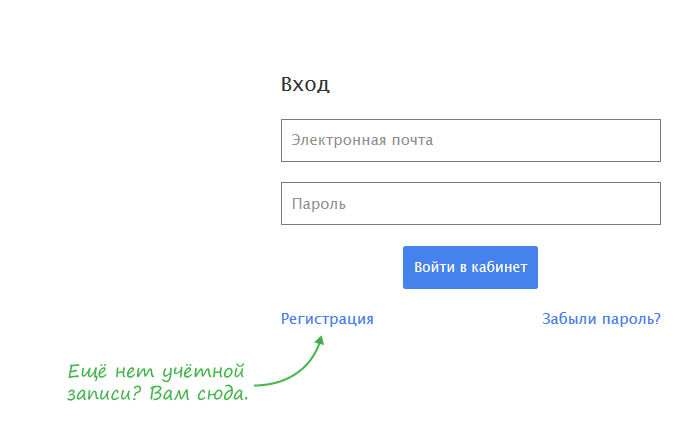 Вход
Электронная почта
Пароль
Войти в кабинет
Регистрация
Забыли пароль?
Ещё нет учётной
записи? Вам сюда.